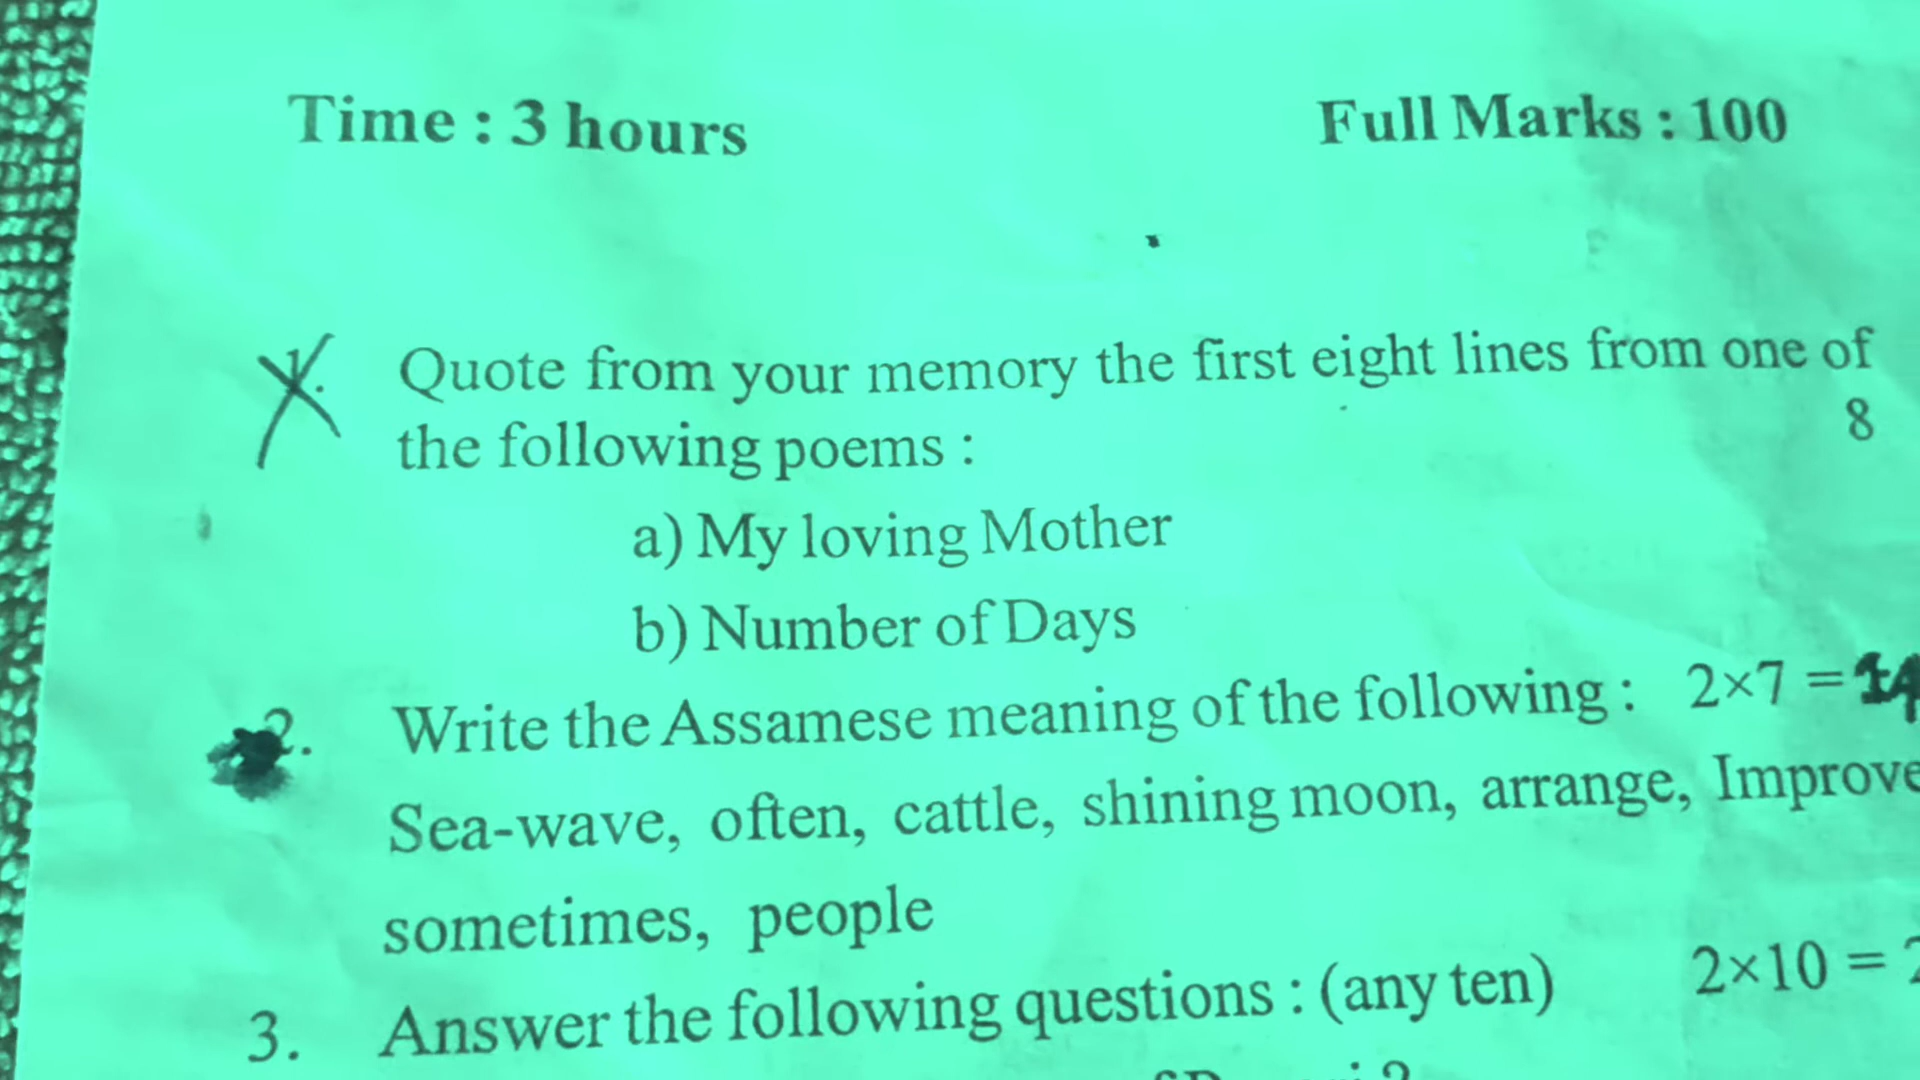 Time : 3 hours Full Marks : 100
1. Quote from your memory the first eight lines from one of
the following poems : 8
a) My loving Mother
b) Number of Days
2. Write the Assamese meaning of the following : 2×7 = 14
Sea-wave, often, cattle, shining moon, arrange, Improve
sometimes, people
3. Answer the following questions : (any ten) 2×10 =